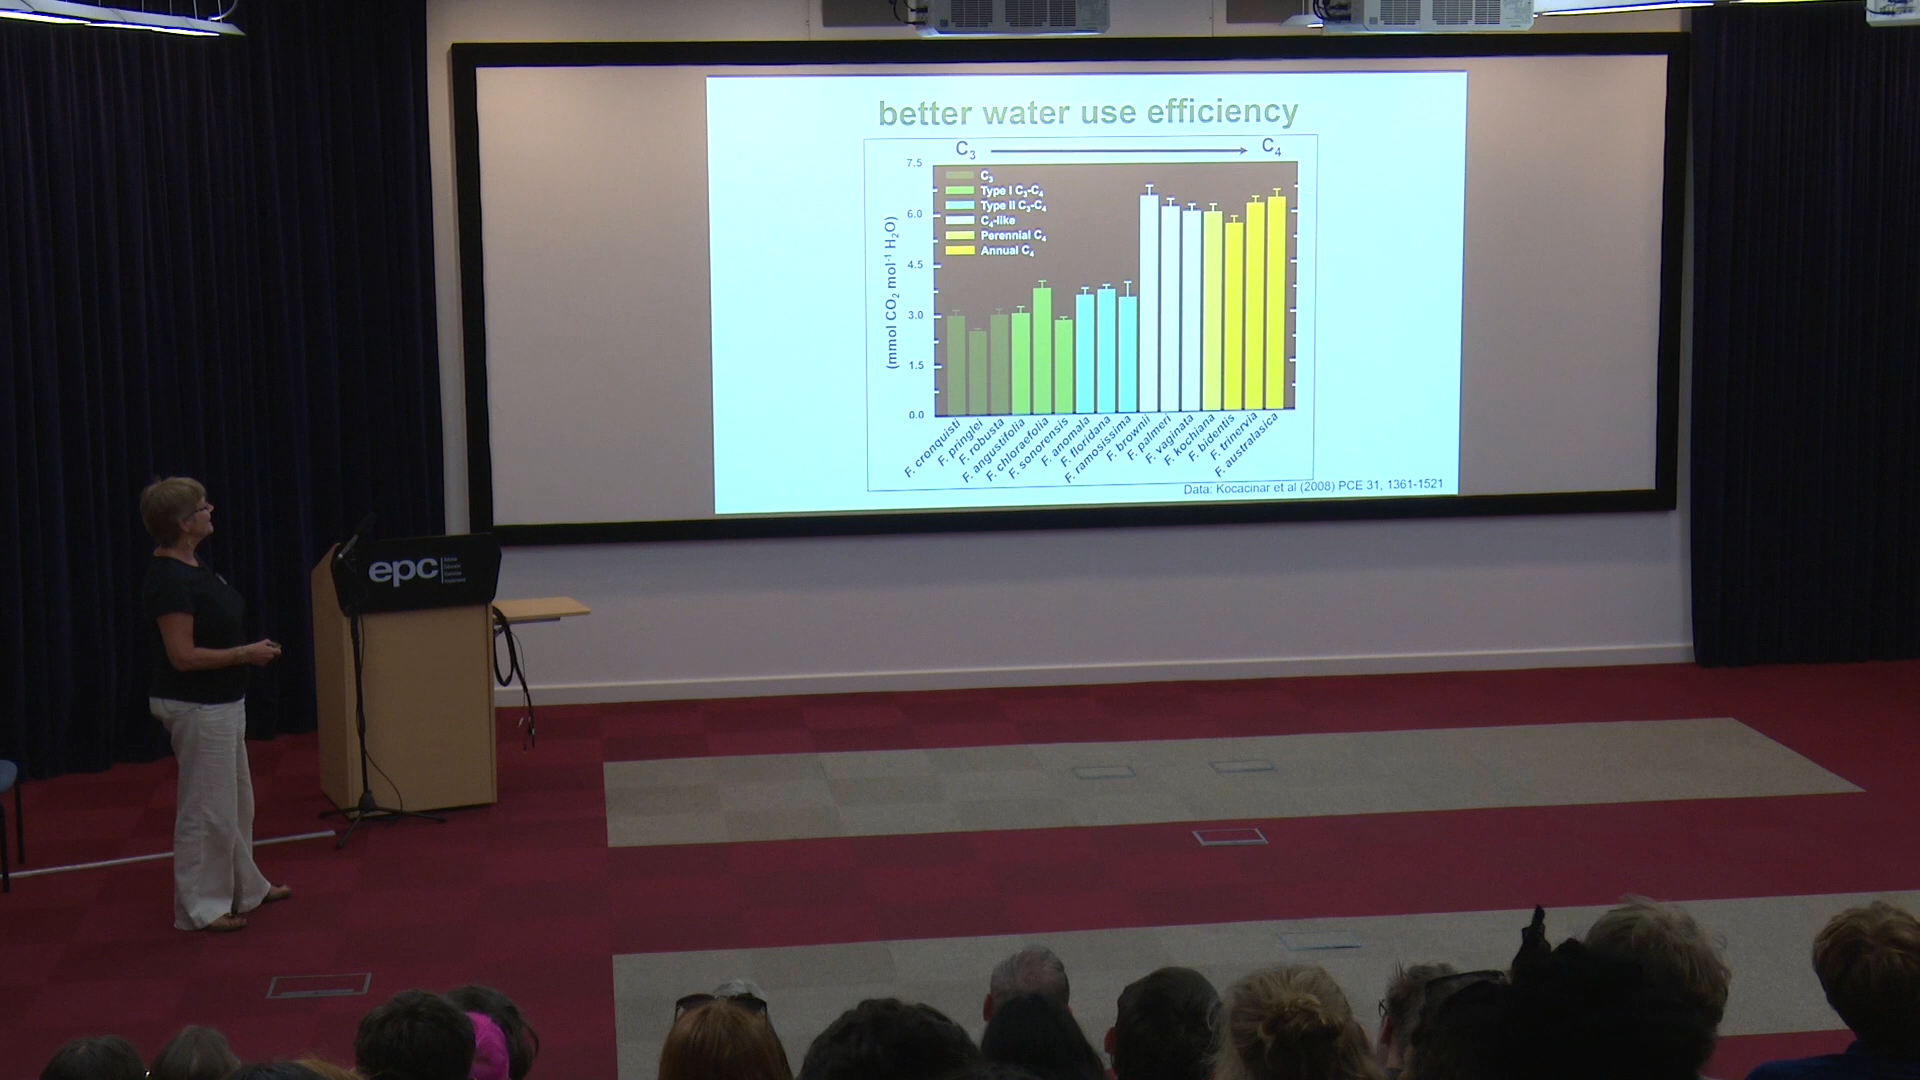 better water use efficiency
C3 C4
7.5
6.0
4.5
3.0
1.5
0.0
(mmol CO2 mol-1 H2O)
C3
Type I C3-C4
Type II C3-C4
C4-like
Perennial C4
Annual C4
F. cronquisti
F. pringlei
F. robusta
F. angustifolia
F. chloraefolia
F. sonorensis
F. anomala
F. floridana
F. ramosissima
F. brownii
F. palmeri
F. vaginata
F. kochiana
F. bidentis
F. trinervia
F. australasica
Data: Kocacinar et al (2008) PCE 31, 1361-1521
epc